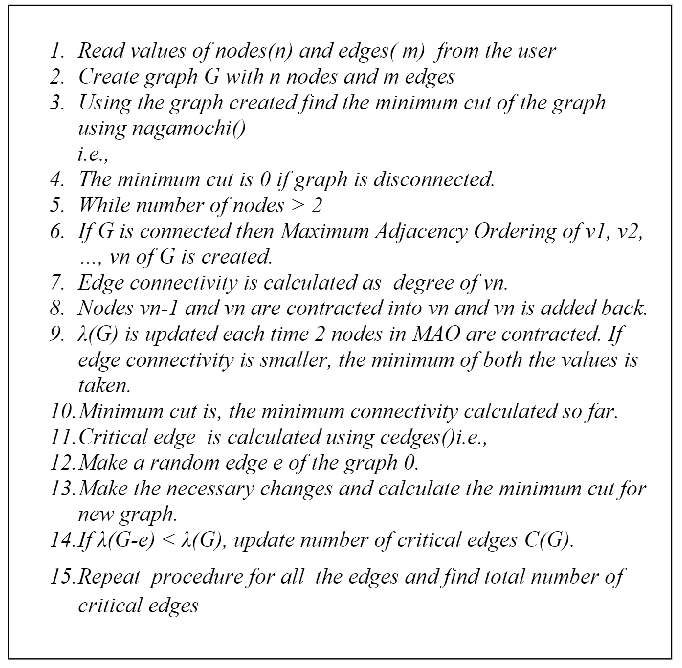 1. Read values of nodes(n) and edges( m) from the user
2. Create graph G with n nodes and m edges
3. Using the graph created find the minimum cut of the graph
using nagamochi()
i.e.,
4. The minimum cut is 0 if graph is disconnected.
5. While number of nodes > 2
6. If G is connected then Maximum Adjacency Ordering of v1, v2,
..., vn of G is created.
7. Edge connectivity is calculated as degree of vn.
8. Nodes vn-1 and vn are contracted into vn and vn is added back.
9. λ(G) is updated each time 2 nodes in MAO are contracted. If
edge connectivity is smaller, the minimum of both the values is
taken.
10.Minimum cut is, the minimum connectivity calculated so far.
11.Critical edge is calculated using cedges()i.e.,
12.Make a random edge e of the graph 0.
13.Make the necessary changes and calculate the minimum cut for
new graph.
14.If λ(G-e) < λ(G), update number of critical edges C(G).
15.Repeat procedure for all the edges and find total number of
critical edges